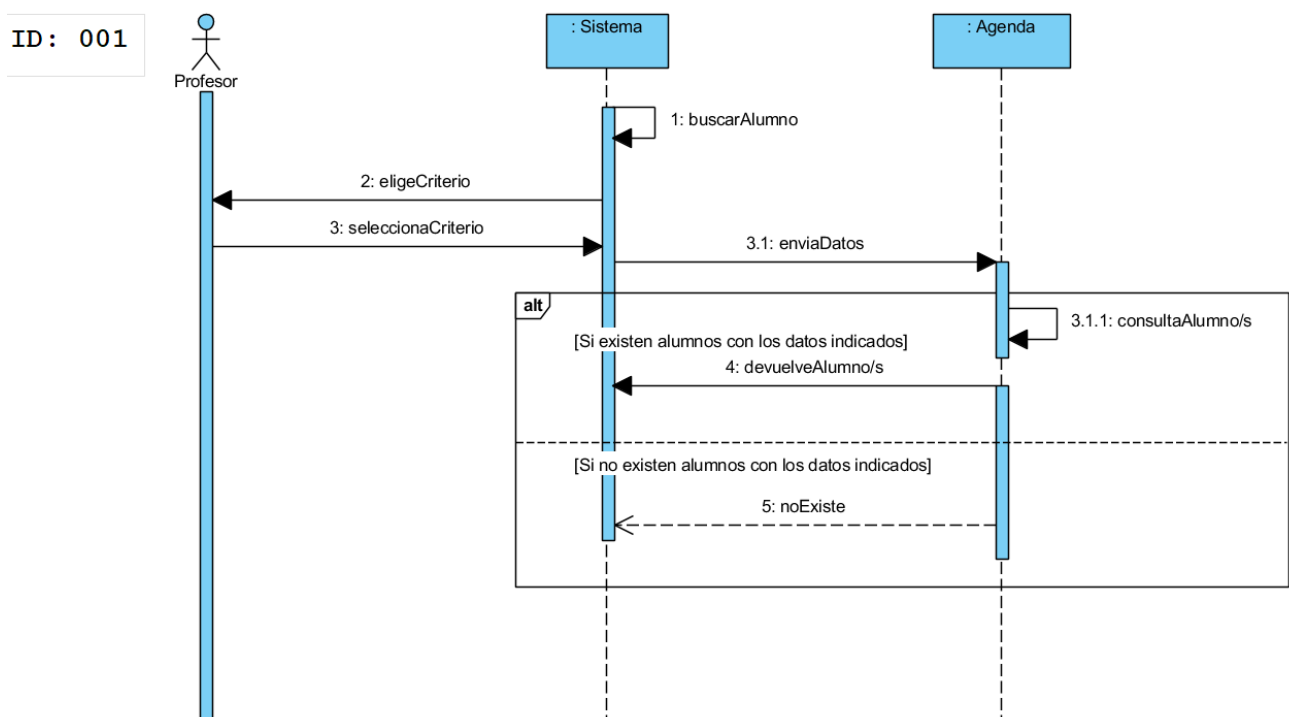 ID: 001
Profesor
: Sistema
: Agenda
1: buscarAlumno
2: eligeCriterio
3: seleccionaCriterio
3.1: enviaDatos
alt
3.1.1: consultaAlumno/s
[Si existen alumnos con los datos indicados]
4: devuelveAlumno/s
[Si no existen alumnos con los datos indicados]
5: noExiste